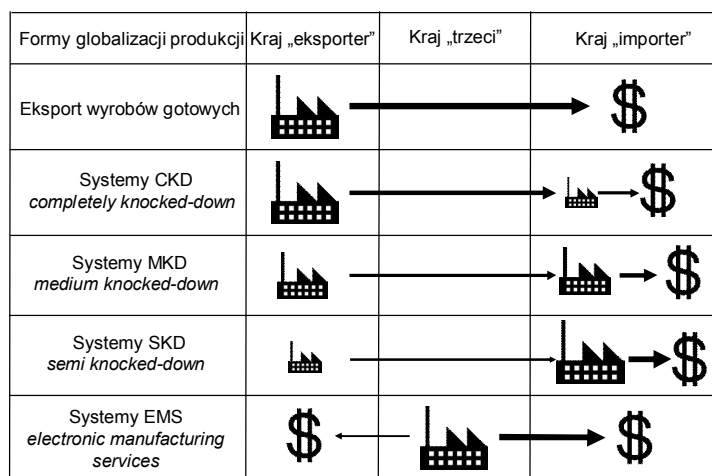 Formy globalizacji produkcji
Kraj „eksporter”
Kraj „trzeci”
Kraj „importer”
Eksport wyrobów gotowych
$
Systemy CKD
completely knocked-down
$
Systemy MKD
medium knocked-down
$
Systemy SKD
semi knocked-down
$
Systemy EMS
electronic manufacturing
services
$
$